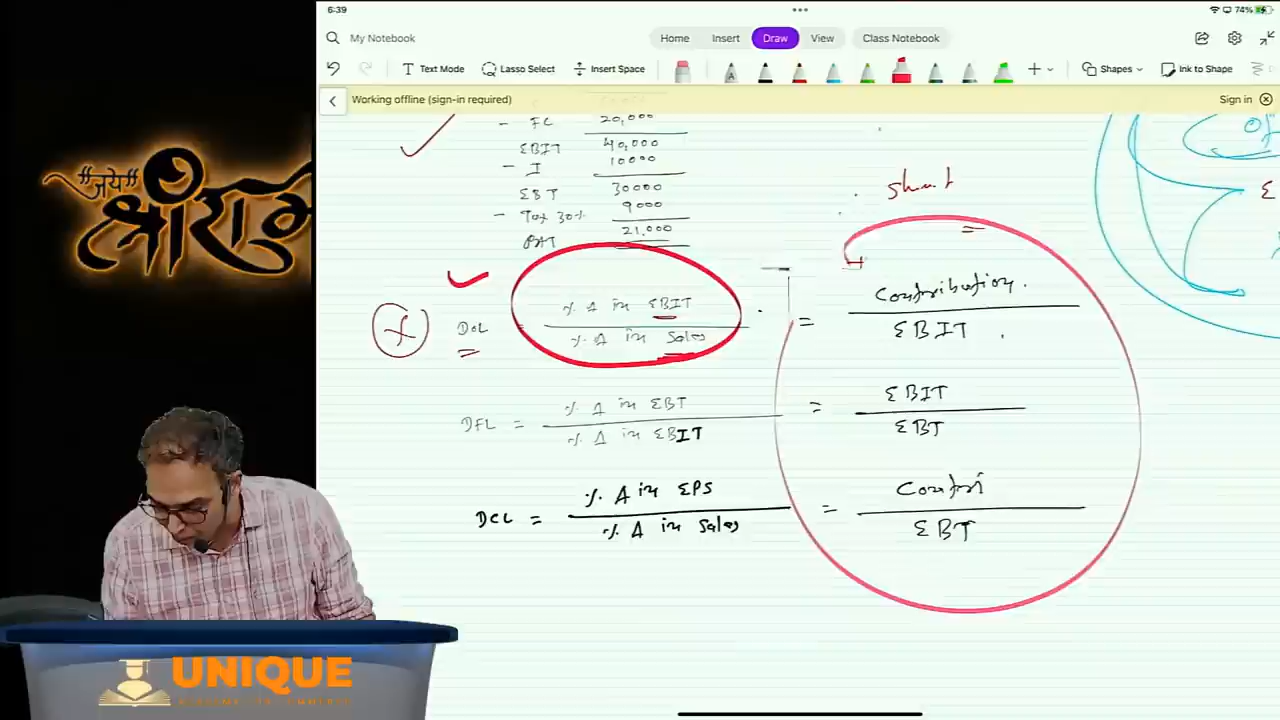 6:39
74%
My Notebook
Home Insert Draw View Class Notebook
Text Mode Lasso Select Insert Space Shapes Ink to Shape
Working offline (sign-in required) Sign in
- FC 20,000
EBIT 40,000
- I 10000
EBT 30000
- Tax 30% 9000
PAT 21,000
Short
DOL = % Δ in EBIT / % Δ in Sales = Contribution / EBIT
DFL = % Δ in EBT / % Δ in EBIT = EBIT / EBT
DCL = % Δ in EPS / % Δ in Sales = Contri / EBT
of
E
#जय#
श्रीराम
UNIQUE